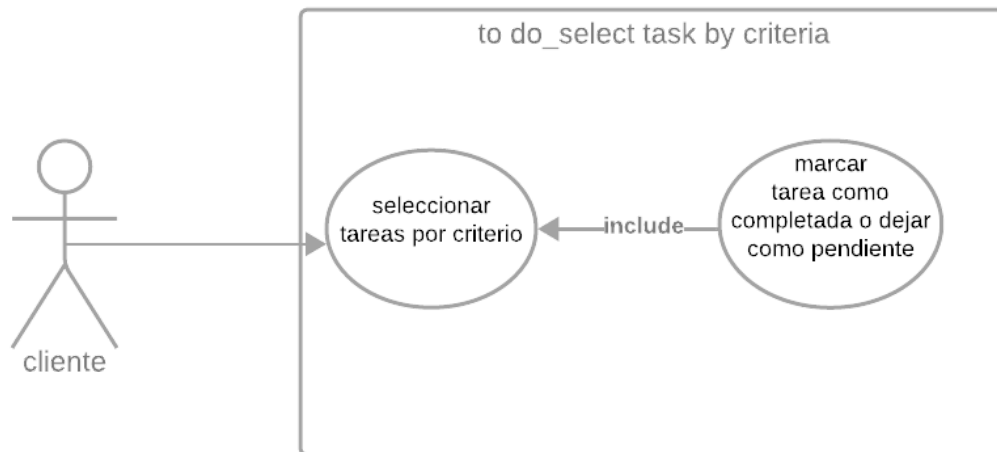 to do_select task by criteria
seleccionar
tareas por criterio
include
marcar
tarea como
completada o dejar
como pendiente
cliente